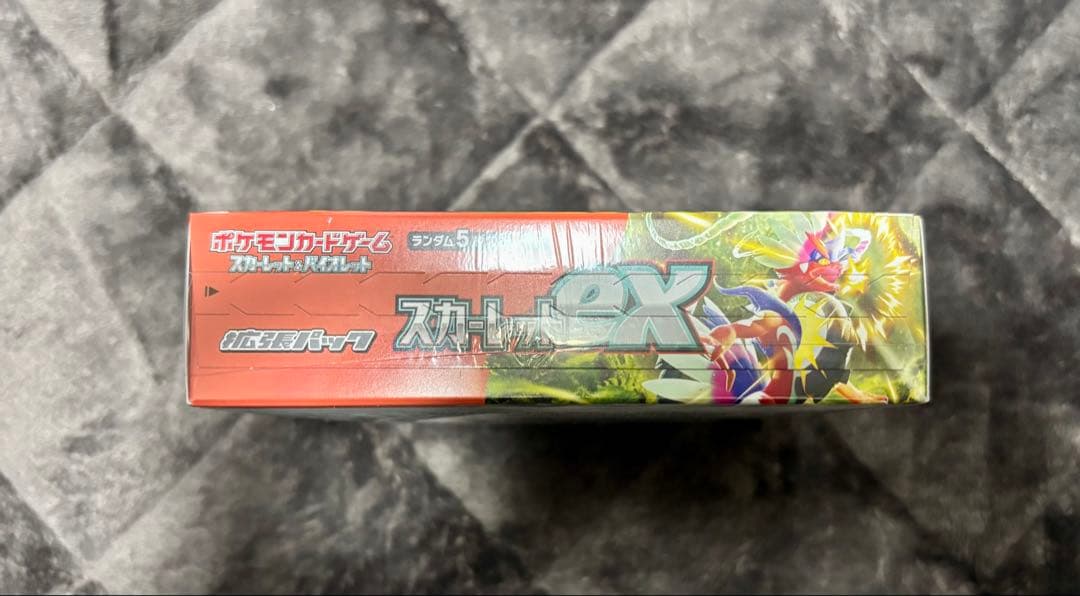 ポケモンカードゲーム
スカーレット&バイオレット
ランダム5
拡張パック
スカーレットex